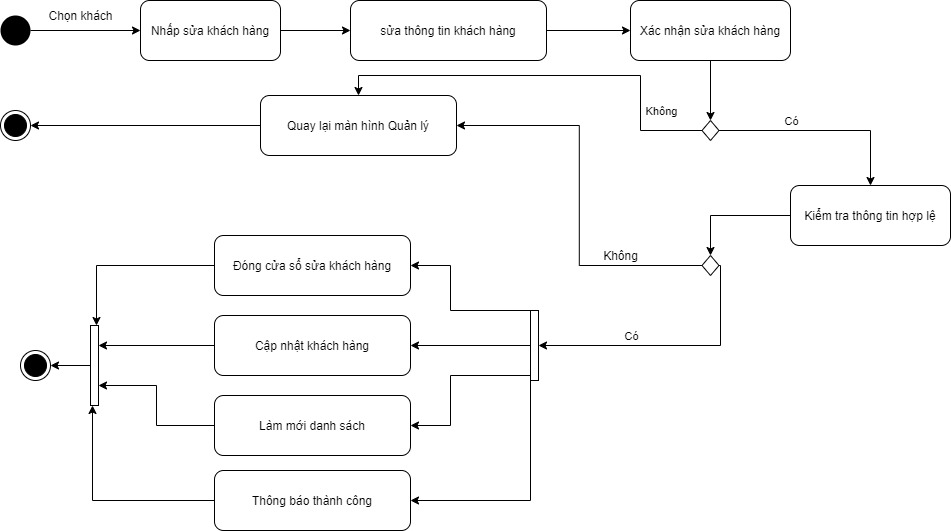 Chọn khách
Nhấp sửa khách hàng
sửa thông tin khách hàng
Xác nhận sửa khách hàng
Không
Có
Quay lại màn hình Quản lý
Kiểm tra thông tin hợp lệ
Không
Có
Đóng cửa sổ sửa khách hàng
Cập nhật khách hàng
Làm mới danh sách
Thông báo thành công